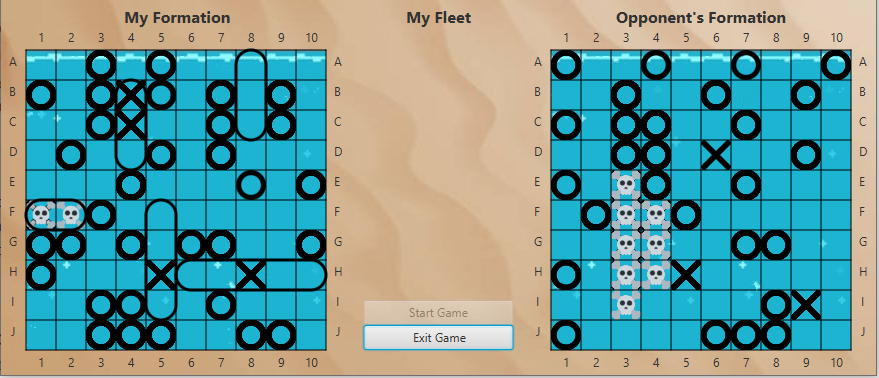 My Formation
My Fleet
Opponent's Formation
1 2 3 4 5 6 7 8 9 10
1 2 3 4 5 6 7 8 9 10
A A A A
B B B B
C C C C
D D D D
E E E E
F F F F
G G G G
H H H H
I I I I
J J J J
Start Game
Exit Game
1 2 3 4 5 6 7 8 9 10
1 2 3 4 5 6 7 8 9 10